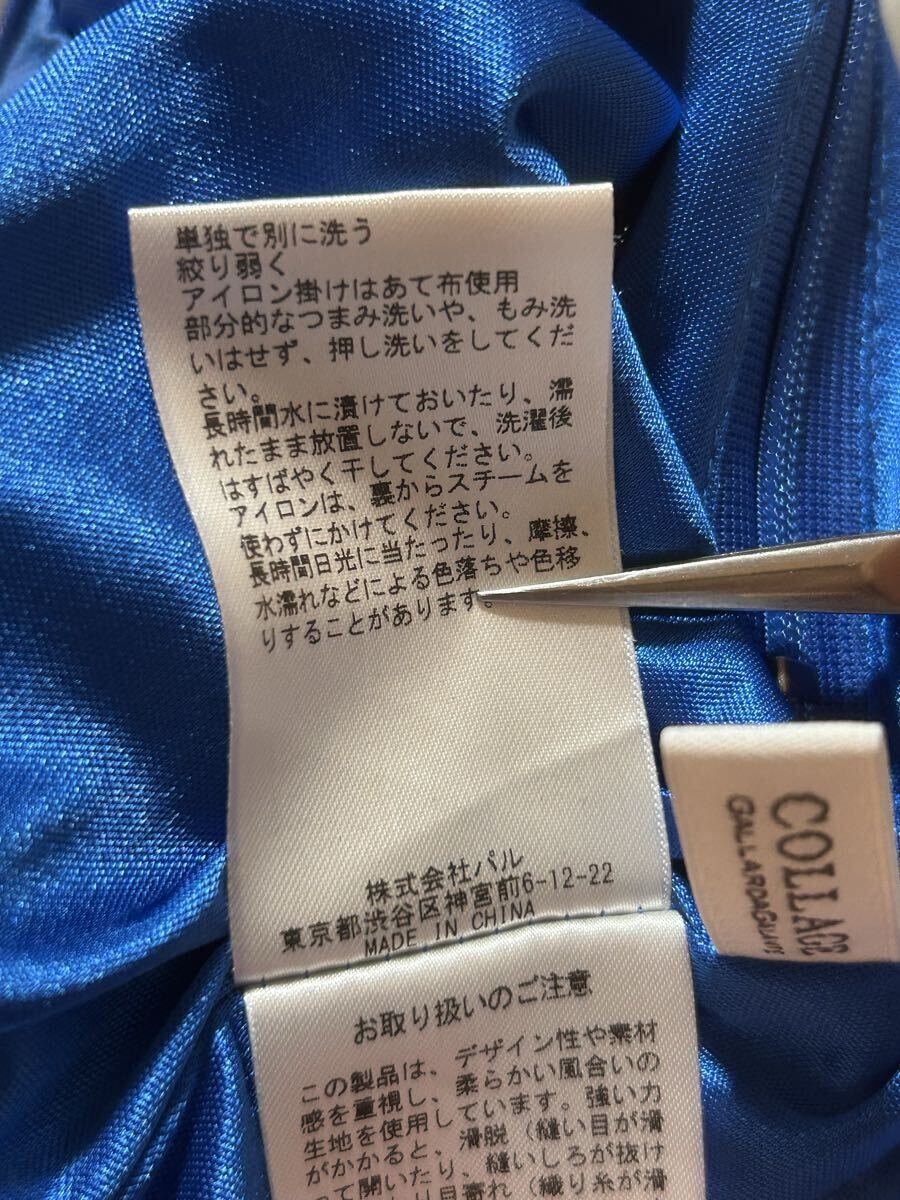 単独で別に洗う
絞り弱く
アイロン掛けはあて布使用
部分的なつまみ洗いや、もみ洗
いはせず、押し洗いをしてくだ
さい。
長時間水に漬けておいたり、濡
れたまま放置しないで、洗濯後
はすばやく干してください。
アイロンは、裏からスチームを
使わずにかけてください。
長時間日光に当たったり、摩擦、
水濡れなどによる色落ちや色移
りすることがあります。
株式会社パル
東京都渋谷区神宮前6-12-22
MADE IN CHINA
COLLAGE
GALLARDAGALANTE
お取り扱いのご注意
この製品は、デザイン性や素材
感を重視し、柔らかい風合いの
生地を使用しています。強い力
がかかると、滑脱（縫い目が滑
って開いたり、縫いしろが抜け
り目寄れ（織り糸が滑